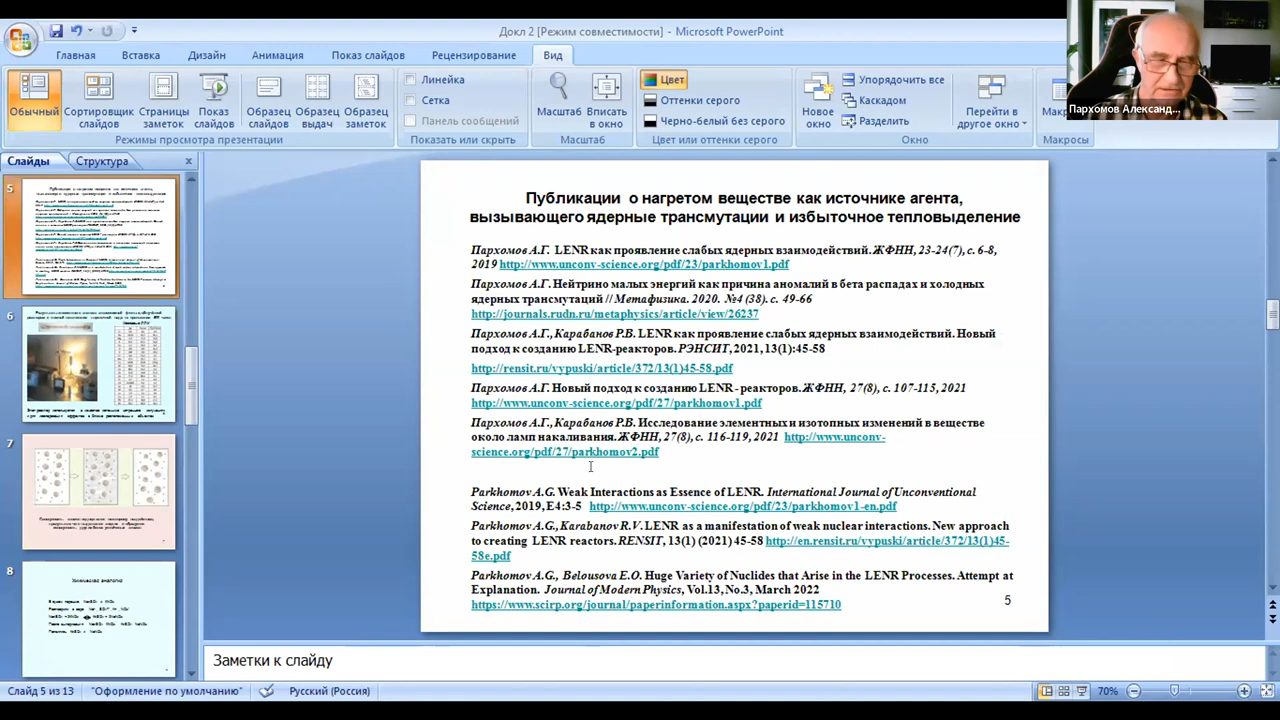 Докл 2 [Режим совместимости] - Microsoft PowerPoint
Главная Вставка Дизайн Анимация Показ слайдов Рецензирование Вид
Обычный
Сортировщик слайдов
Страницы заметок
Показ слайдов
Образец слайдов
Образец выдач
Образец заметок
Режимы просмотра презентации
Линейка
Сетка
Панель сообщений
Показать или скрыть
Масштаб
Вписать в окно
Масштаб
Цвет
Оттенки серого
Черно-белый без серого
Цвет или оттенки серого
Новое окно
Упорядочить все
Каскадом
Разделить
Перейти в другое окно
Окно
Макросы
Пархомов Александ...
Слайды Структура
5
6
7
8
Химическая аналогия
Публикации о нагретом веществе как источнике агента,
вызывающего ядерные трансмутации и избыточное тепловыделение
Пархомов А.Г. LENR как проявление слабых ядерных взаимодействий. ЖФНН, 23-24(7), с. 6-8,
2019 http://www.unconv-science.org/pdf/23/parkhomov1.pdf
Пархомов А.Г. Нейтрино малых энергий как причина аномалий в бета распадах и холодных
ядерных трансмутаций // Метафизика. 2020. №4 (38). с. 49-66
http://journals.rudn.ru/metaphysics/article/view/26237
Пархомов А.Г., Карабанов Р.В. LENR как проявление слабых ядерных взаимодействий. Новый
подход к созданию LENR-реакторов. РЭНСИТ, 2021, 13(1):45-58
http://rensit.ru/vypuski/article/372/13(1)45-58.pdf
Пархомов А.Г. Новый подход к созданию LENR - реакторов. ЖФНН, 27(8), с. 107-115, 2021
http://www.unconv-science.org/pdf/27/parkhomov1.pdf
Пархомов А.Г., Карабанов Р.В. Исследование элементных и изотопных изменений в веществе
около ламп накаливания. ЖФНН, 27(8), с. 116-119, 2021 http://www.unconv-
science.org/pdf/27/parkhomov2.pdf
Parkhomov A.G. Weak Interactions as Essence of LENR. International Journal of Unconventional
Science, 2019, E4:3-5 http://www.unconv-science.org/pdf/23/parkhomov1-en.pdf
Parkhomov A.G., Karabanov R.V. LENR as a manifestation of weak nuclear interactions. New approach
to creating LENR reactors. RENSIT, 13(1) (2021) 45-58 http://en.rensit.ru/vypuski/article/372/13(1)45-
58e.pdf
Parkhomov A.G., Belousova E.O. Huge Variety of Nuclides that Arise in the LENR Processes. Attempt at
Explanation. Journal of Modern Physics, Vol.13, No.3, March 2022
https://www.scirp.org/journal/paperinformation.aspx?paperid=115710
5
Заметки к слайду
Слайд 5 из 13 "Оформление по умолчанию" Русский (Россия) 70%